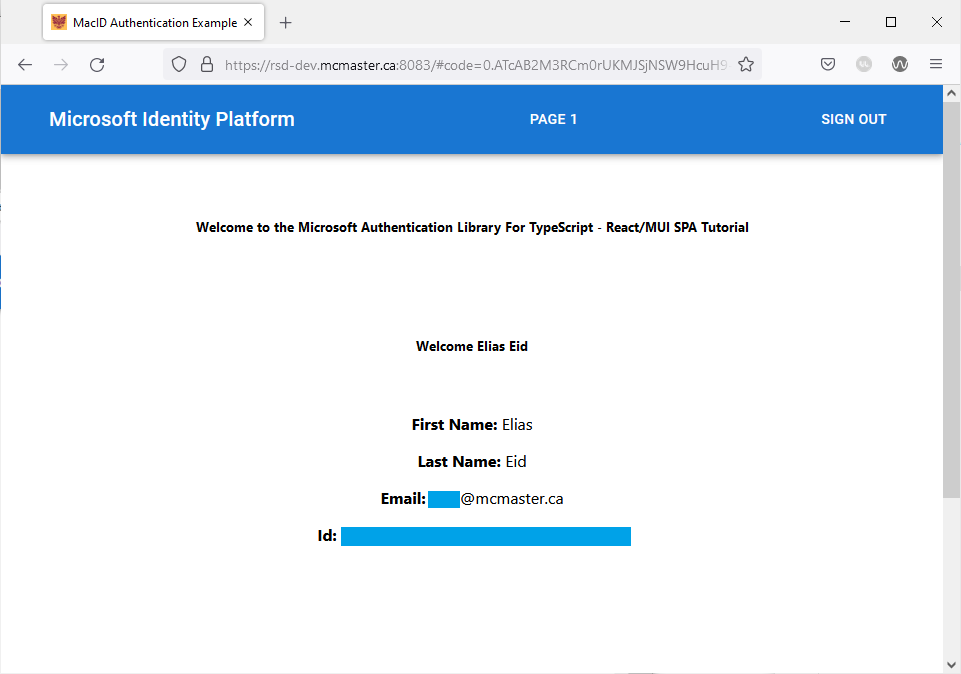 MacID Authentication Example
https://rsd-dev.mcmaster.ca:8083/#code=0.ATcAB2M3RCm0rUKMJSjNSW9HcuH9
Microsoft Identity Platform PAGE 1 SIGN OUT
Welcome to the Microsoft Authentication Library For TypeScript - React/MUI SPA Tutorial
Welcome Elias Eid
First Name: Elias
Last Name: Eid
Email: @mcmaster.ca
Id: